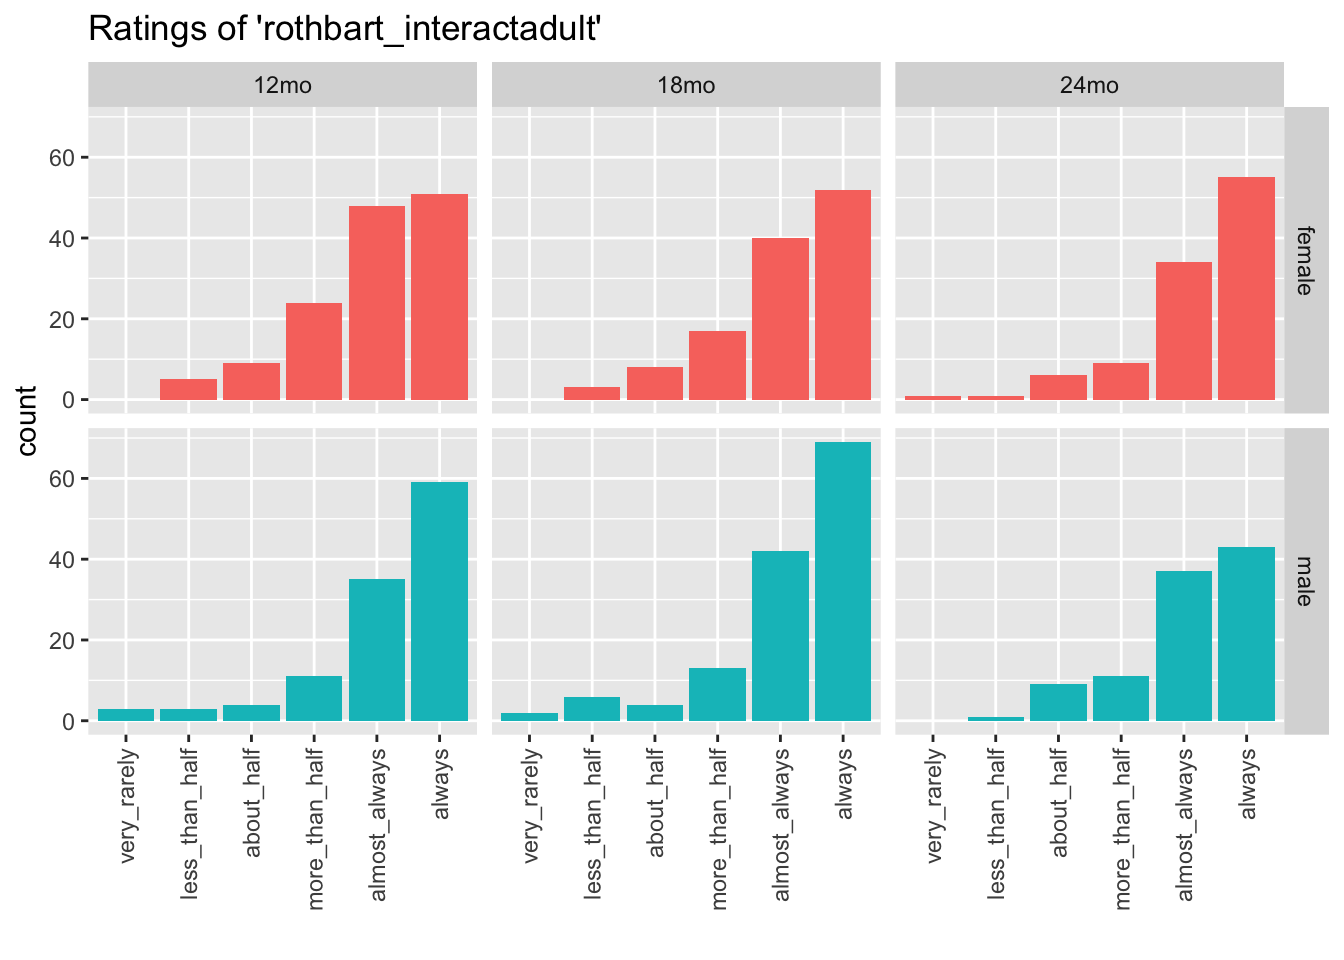 Ratings of 'rothbart_interactadult'
12mo 18mo 24mo
60
40
20
0
female
count
60
40
20
0
male
very_rarely
less_than_half
about_half
more_than_half
almost_always
always
very_rarely
less_than_half
about_half
more_than_half
almost_always
always
very_rarely
less_than_half
about_half
more_than_half
almost_always
always